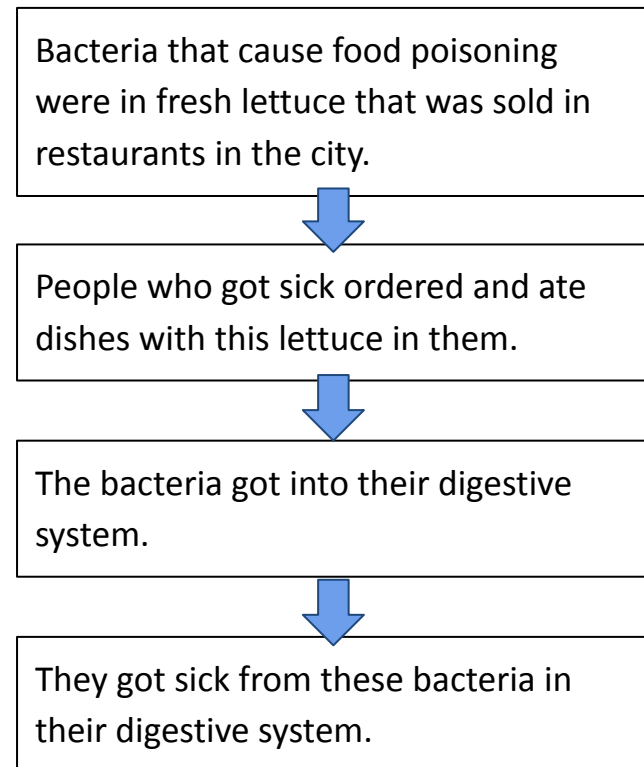 Bacteria that cause food poisoning
were in fresh lettuce that was sold in
restaurants in the city.
People who got sick ordered and ate
dishes with this lettuce in them.
The bacteria got into their digestive
system.
They got sick from these bacteria in
their digestive system.